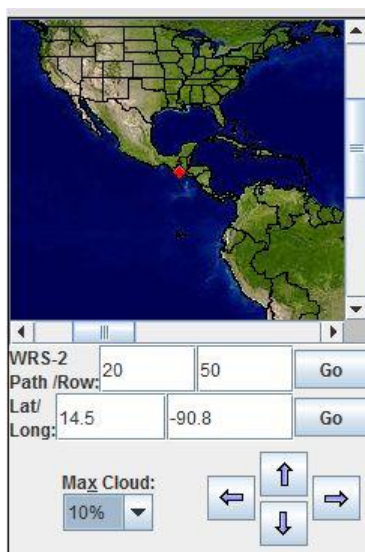 WRS-2
Path /Row: 20 50 Go
Lat/
Long: 14.5 -90.8 Go
Max Cloud:
10%